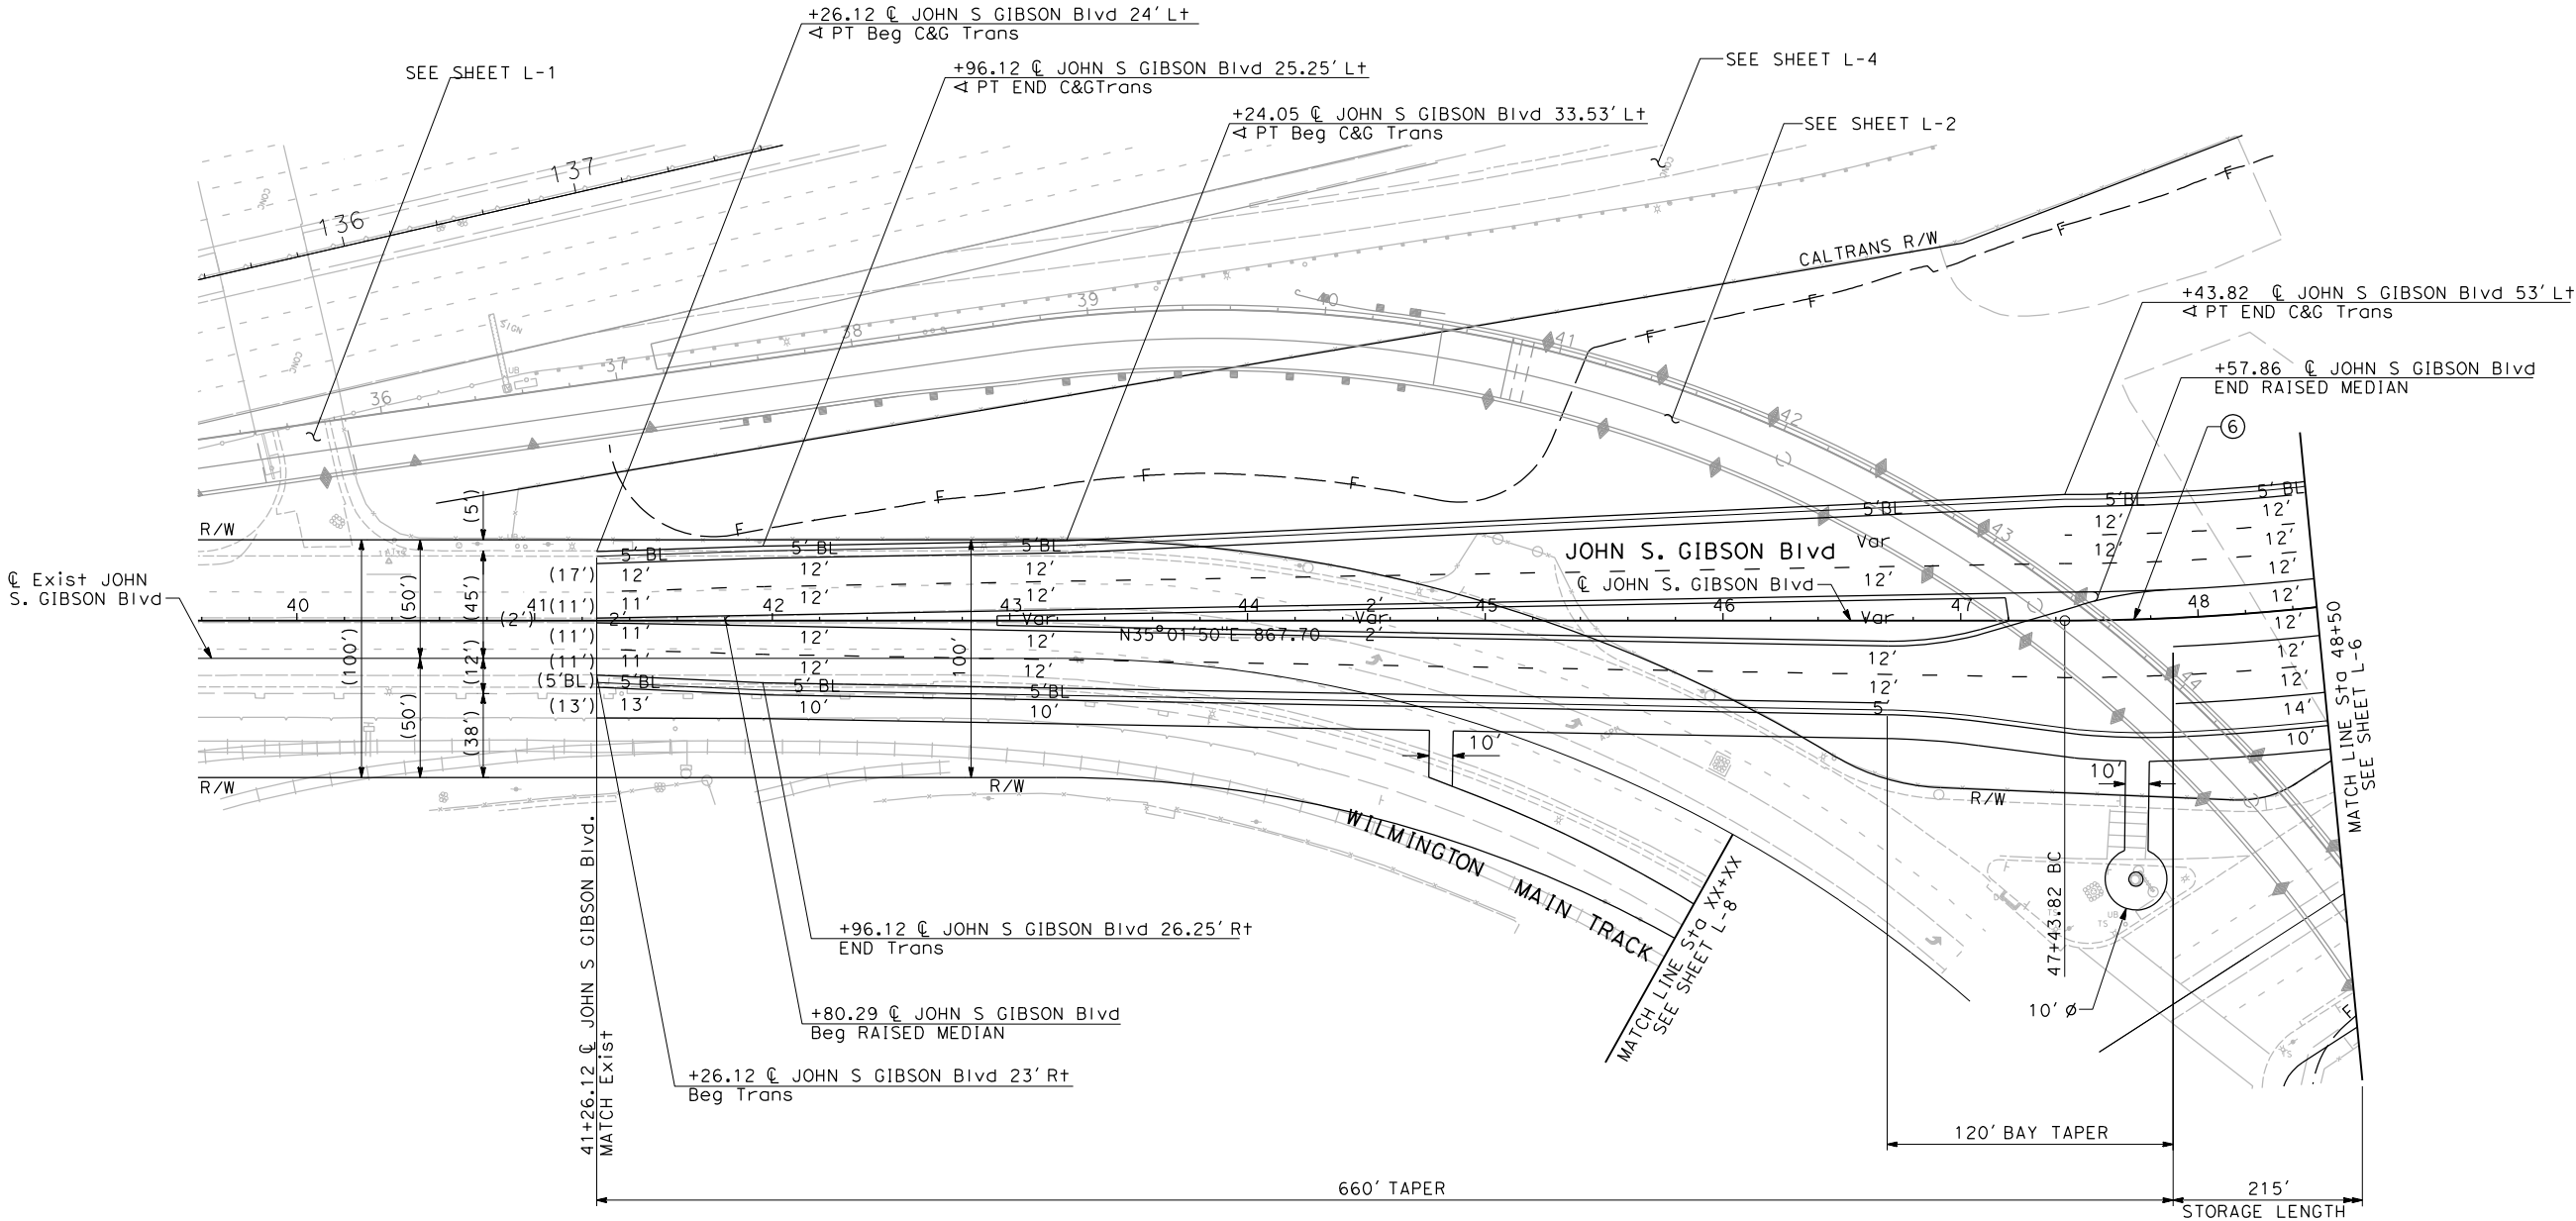 +26.12 ℄ JOHN S GIBSON Blvd 24' Lt
∢ PT Beg C&G Trans
SEE SHEET L-1
+96.12 ℄ JOHN S GIBSON Blvd 25.25' Lt
∢ PT END C&GTrans
SEE SHEET L-4
+24.05 ℄ JOHN S GIBSON Blvd 33.53' Lt
∢ PT Beg C&G Trans
SEE SHEET L-2
137
136
CONC
CONC
CONC
SIGN
UB
36
37
38
39
40
41
42
43
44
CALTRANS R/W
F
F
F
F
F
F
F
F
F
+43.82 ℄ JOHN S GIBSON Blvd 53' Lt
∢ PT END C&G Trans
+57.86 ℄ JOHN S GIBSON Blvd
END RAISED MEDIAN
6
(5')
R/W
5' BL
5' BL
5'BL
5'BL
5'BL
5' BL
JOHN S. GIBSON Blvd
℄ JOHN S. GIBSON Blvd
Var
12'
12'
12'
12'
12'
12'
12'
℄ Exist JOHN
S. GIBSON Blvd
(17')
12'
12'
12'
12'
12'
40
41
(11')
11'
42
43
44
45
46
47
48
(2')
2'
Var
Var
2'
Var
N35°01'50"E 867.70
2'
(11')
11'
12'
12'
12'
(11')
11'
12'
12'
12'
12'
12'
12'
14'
10'
(5'BL)
5'BL
5' BL
5'BL
5'
(13')
13'
10'
10'
10'
10'
(100')
(50')
(50')
(45')
(12')
(38')
100'
R/W
R/W
R/W
WILMINGTON MAIN TRACK
MATCH LINE Sta XX+XX
SEE SHEET L-8
MATCH LINE Sta 48+50
SEE SHEET L-6
47+43.82 BC
TS
UB
TS
10' ø
+96.12 ℄ JOHN S GIBSON Blvd 26.25' Rt
END Trans
+80.29 ℄ JOHN S GIBSON Blvd
Beg RAISED MEDIAN
+26.12 ℄ JOHN S GIBSON Blvd 23' Rt
Beg Trans
41+26.12 ℄ JOHN S GIBSON Blvd.
MATCH Exist
120' BAY TAPER
660' TAPER
215'
STORAGE LENGTH